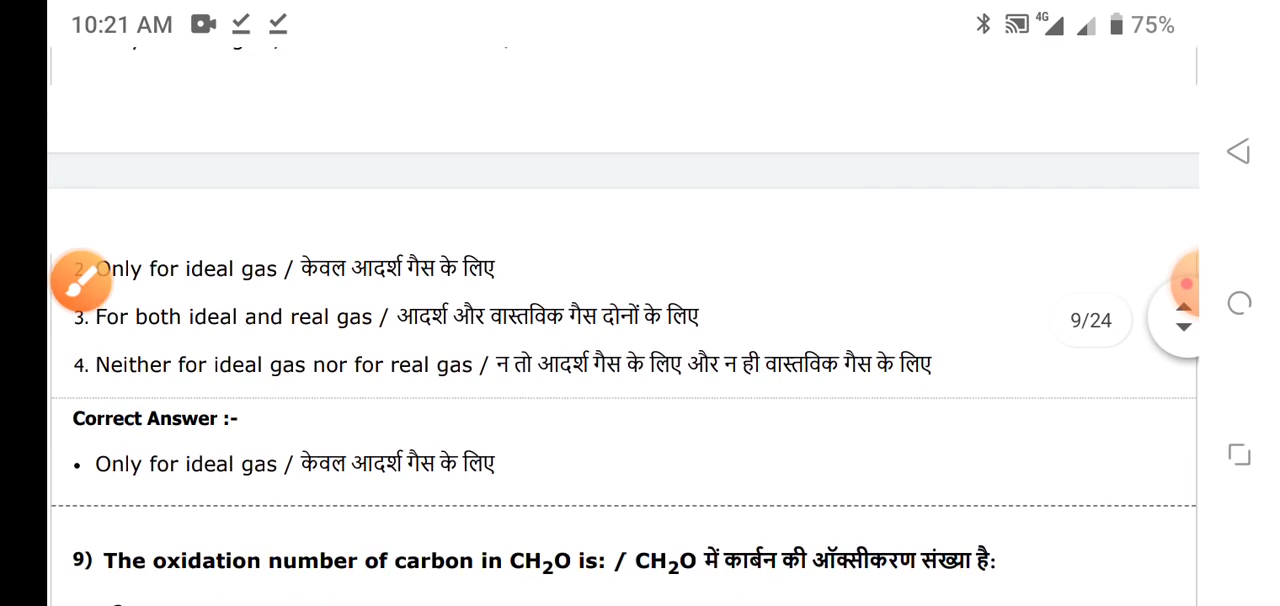 10:21 AM 4G 75%
2. Only for ideal gas / केवल आदर्श गैस के लिए
3. For both ideal and real gas / आदर्श और वास्तविक गैस दोनों के लिए
9/24
4. Neither for ideal gas nor for real gas / न तो आदर्श गैस के लिए और न ही वास्तविक गैस के लिए
Correct Answer :-
• Only for ideal gas / केवल आदर्श गैस के लिए
9) The oxidation number of carbon in CH₂O is: / CH₂O में कार्बन की ऑक्सीकरण संख्या है: